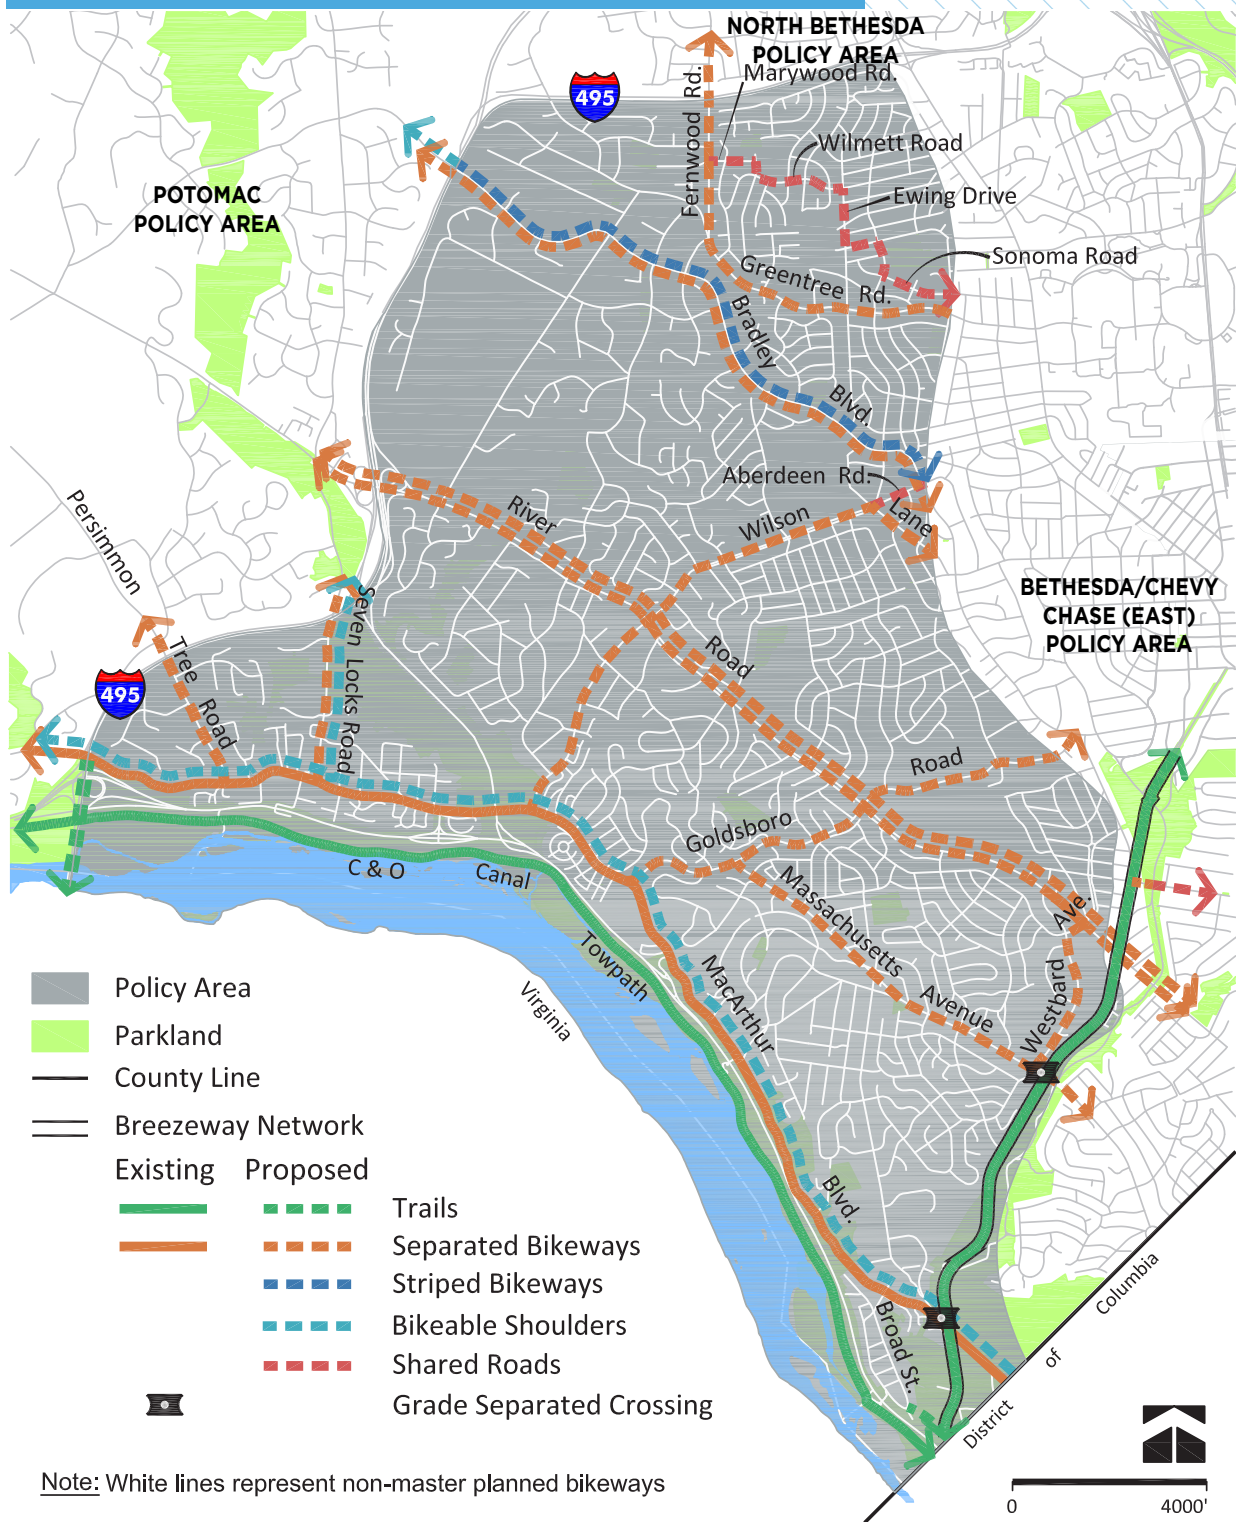 NORTH BETHESDA
POLICY AREA
Marywood Rd.
Fernwood Rd.
495
Wilmett Road
Ewing Drive
POTOMAC
POLICY AREA
Sonoma Road
Greentree Rd.
Bradley
Blvd.
Aberdeen Rd.
Lane
Wilson
River
Road
Persimmon
Tree
Road
Seven Locks Road
BETHESDA/CHEVY
CHASE (EAST)
POLICY AREA
495
Road
Goldsboro
C & O
Canal
Towpath
Massachusetts
Avenue
Ave.
Westbard
MacArthur
Blvd.
Virginia
Broad St.
District
of
Columbia
Policy Area
Parkland
County Line
Breezeway Network
Existing Proposed
Trails
Separated Bikeways
Striped Bikeways
Bikeable Shoulders
Shared Roads
Grade Separated Crossing
Note: White lines represent non-master planned bikeways
0 4000'